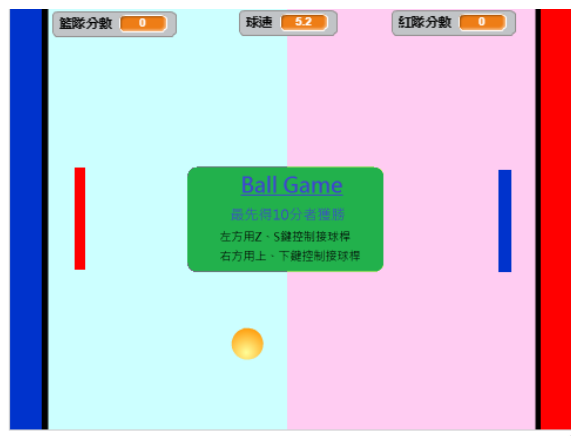 籃隊分數 0
球速 5.2
紅隊分數 0
Ball Game
最先得10分者獲勝
左方用Z、S鍵控制接球桿
右方用上、下鍵控制接球桿